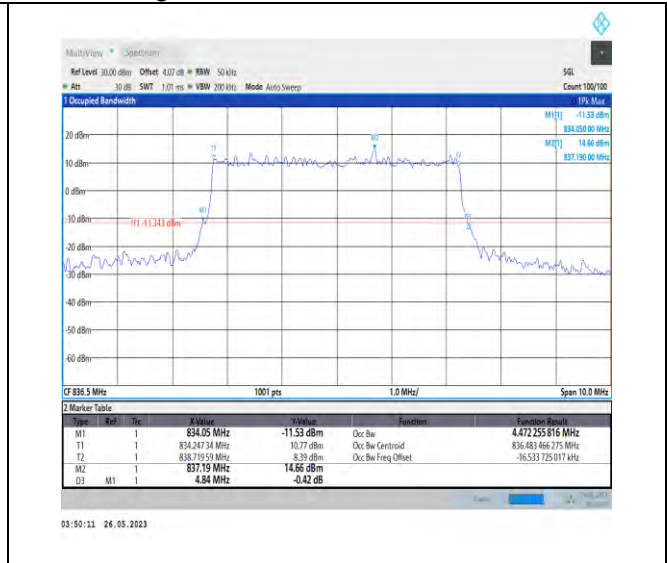 MultiView Spectrum
Ref Level 30.00 dBm Offset 4.07 dB RBW 50 kHz SGL
Att 30 dB SWT 1.01 ms VBW 200 kHz Mode Auto Sweep Count 100/100
1 Occupied Bandwidth 1Pk Max
M1[1] -11.53 dBm
834.050 00 MHz
M2[1] 14.66 dBm
837.190 00 MHz
20 dBm
M2
T1
T2
10 dBm
0 dBm
M1
-10 dBm
H1 -11.343 dBm
D3
-20 dBm
-30 dBm
-40 dBm
-50 dBm
-60 dBm
CF 836.5 MHz 1001 pts 1.0 MHz/ Span 10.0 MHz
2 Marker Table
Type Ref Trc X-Value Y-Value Function Function Result
M1 1 834.05 MHz -11.53 dBm Occ Bw 4.472 255 816 MHz
T1 1 834.247 34 MHz 10.77 dBm Occ Bw Centroid 836.483 466 275 MHz
T2 1 838.719 59 MHz 8.39 dBm Occ Bw Freq Offset -16.533 725 017 kHz
M2 1 837.19 MHz 14.66 dBm
D3 M1 1 4.84 MHz -0.42 dB
03:50:11 26.05.2023